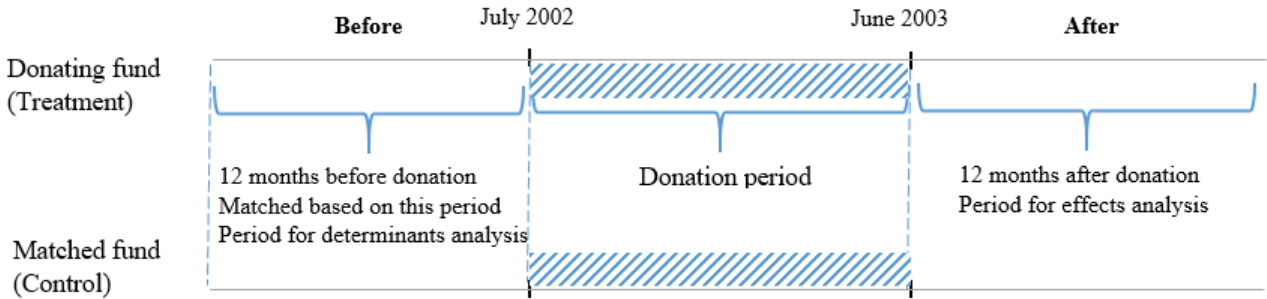 Before
July 2002
June 2003
After
Donating fund
(Treatment)
12 months before donation
Matched based on this period
Period for determinants analysis
Donation period
12 months after donation
Period for effects analysis
Matched fund
(Control)